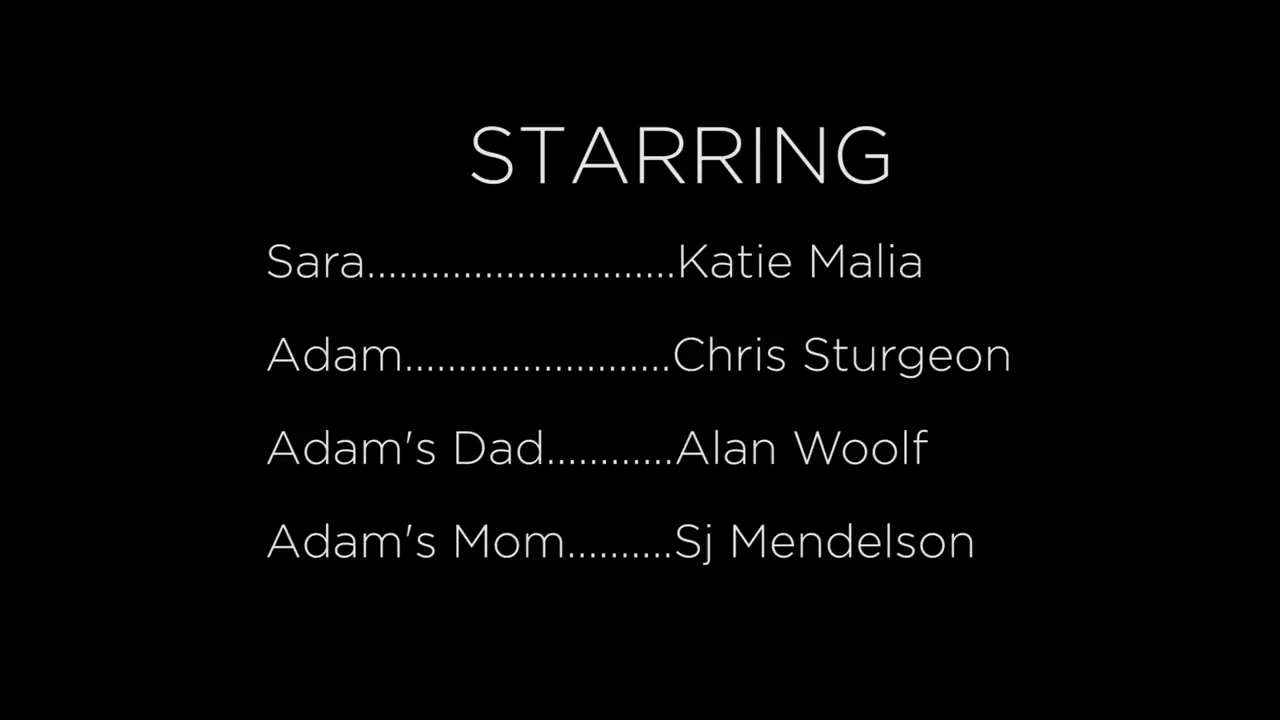 STARRING
Sara.............................Katie Malia
Adam.........................Chris Sturgeon
Adam's Dad............Alan Woolf
Adam's Mom..........Sj Mendelson